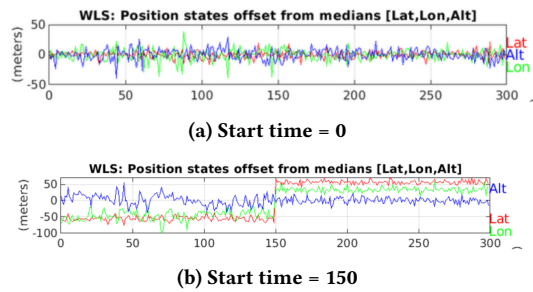 WLS: Position states offset from medians [Lat,Lon,Alt]
(meters)
50
0
-50
0 50 100 150 200 250 300
Lat
Alt
Lon
(a) Start time = 0
WLS: Position states offset from medians [Lat,Lon,Alt]
(meters)
50
0
-50
-100
0 50 100 150 200 250 300
Alt
Lat
Lon
(b) Start time = 150